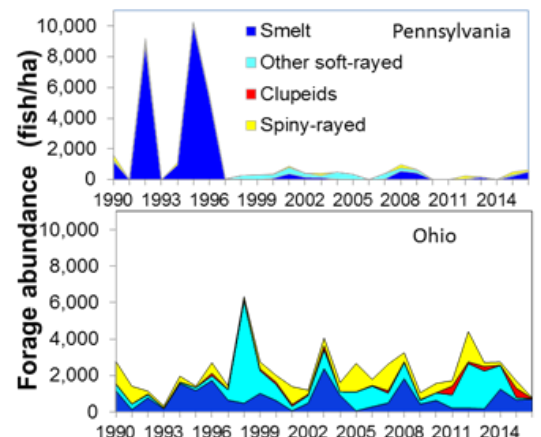 Forage abundance (fish/ha)
Pennsylvania
Smelt
Other soft-rayed
Clupeids
Spiny-rayed
10,000
8,000
6,000
4,000
2,000
0
1990 1993 1996 1999 2002 2005 2008 2011 2014
Ohio
10,000
8,000
6,000
4,000
2,000
0
1990 1993 1996 1999 2002 2005 2008 2011 2014